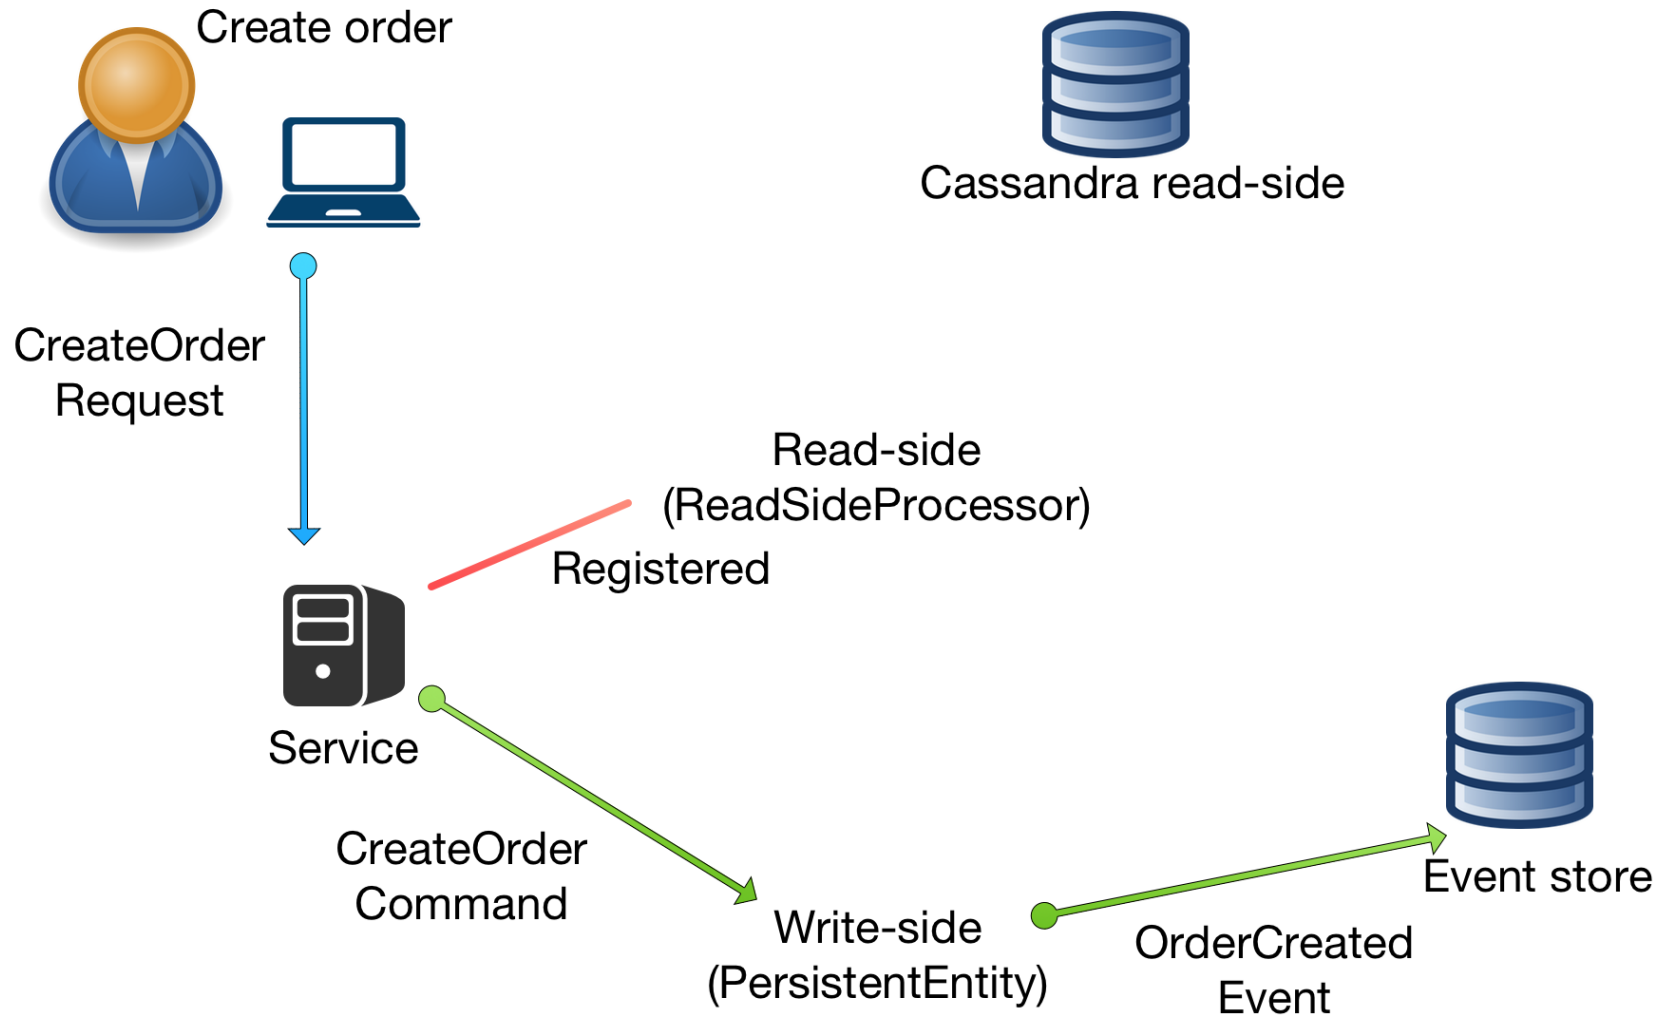 Create order
Cassandra read-side
CreateOrder
Request
Read-side
(ReadSideProcessor)
Registered
Service
CreateOrder
Command
Write-side
(PersistentEntity)
Event store
OrderCreated
Event